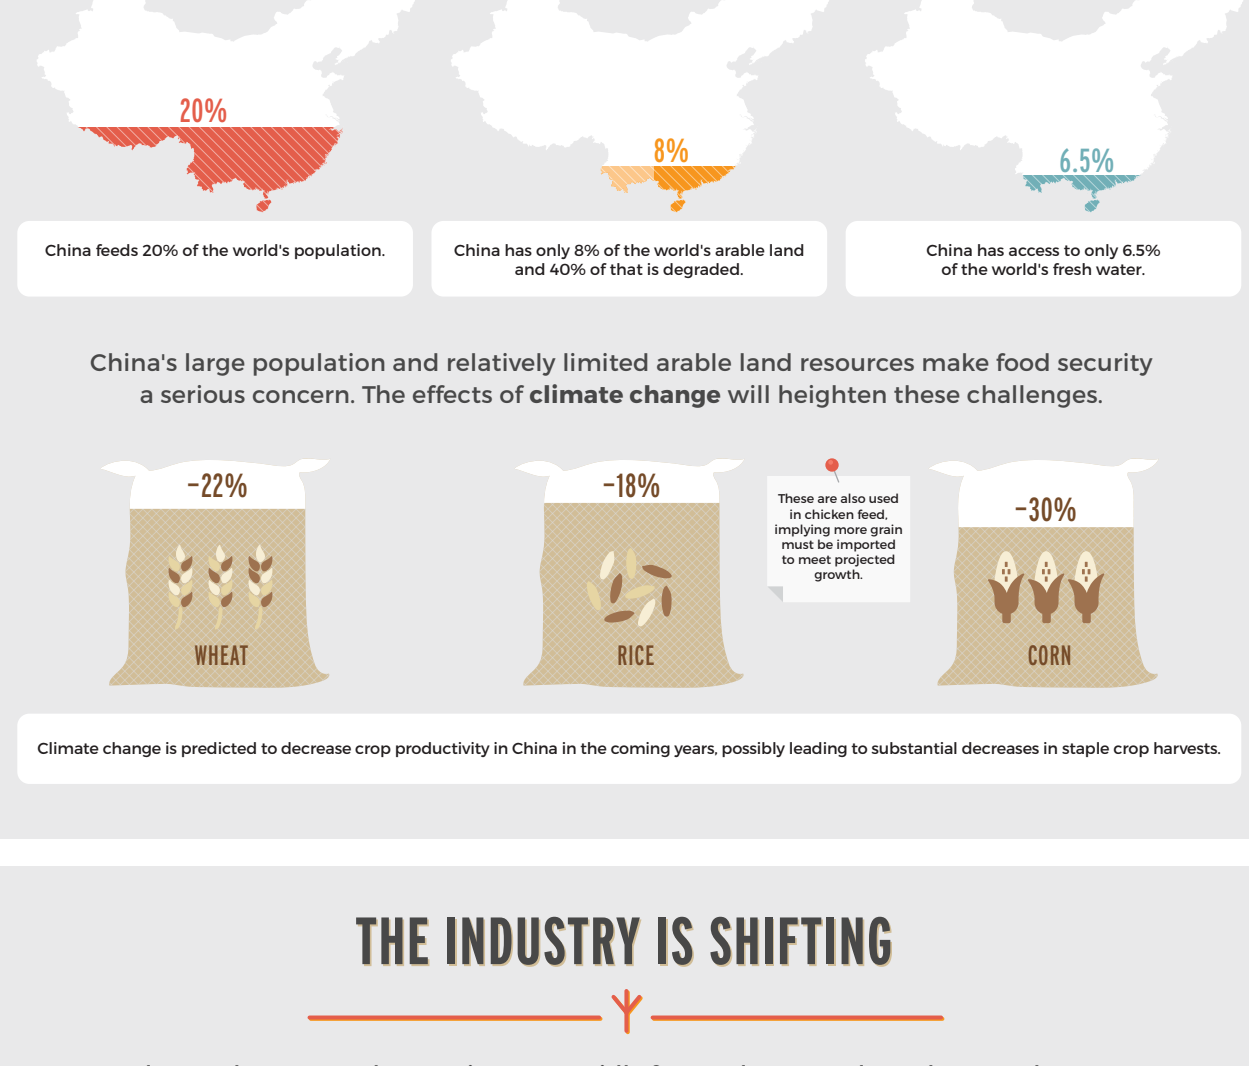 20%
8%
6.5%
China feeds 20% of the world's population.
China has only 8% of the world's arable land
and 40% of that is degraded.
China has access to only 6.5%
of the world's fresh water.
China's large population and relatively limited arable land resources make food security
a serious concern. The effects of climate change will heighten these challenges.
−22%
WHEAT
−18%
RICE
These are also used
in chicken feed,
implying more grain
must be imported
to meet projected
growth.
−30%
CORN
Climate change is predicted to decrease crop productivity in China in the coming years, possibly leading to substantial decreases in staple crop harvests.
THE INDUSTRY IS SHIFTING